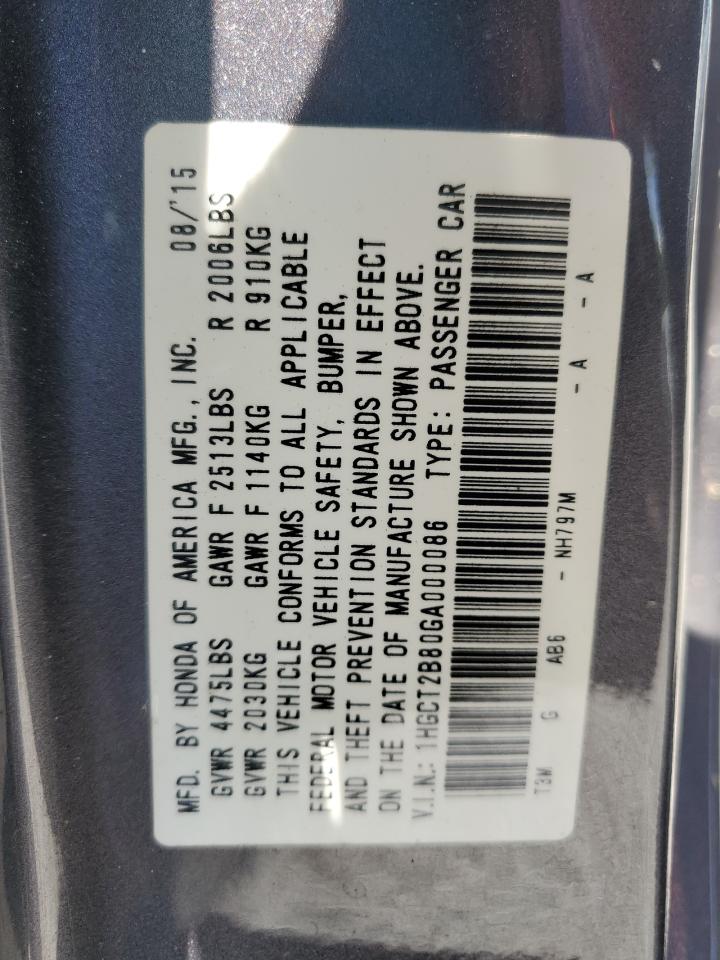 MFD. BY HONDA OF AMERICA MFG., INC. 08/'15
GVWR 4475LBS GAWR F 2513LBS R 2006LBS
GVWR 2030KG GAWR F 1140KG R 910KG
THIS VEHICLE CONFORMS TO ALL APPLICABLE
FEDERAL MOTOR VEHICLE SAFETY, BUMPER,
AND THEFT PREVENTION STANDARDS IN EFFECT
ON THE DATE OF MANUFACTURE SHOWN ABOVE.
V.I.N.: 1HGCT2B80GA000086 TYPE: PASSENGER CAR
T3W G AB6 - NH797M - A - A